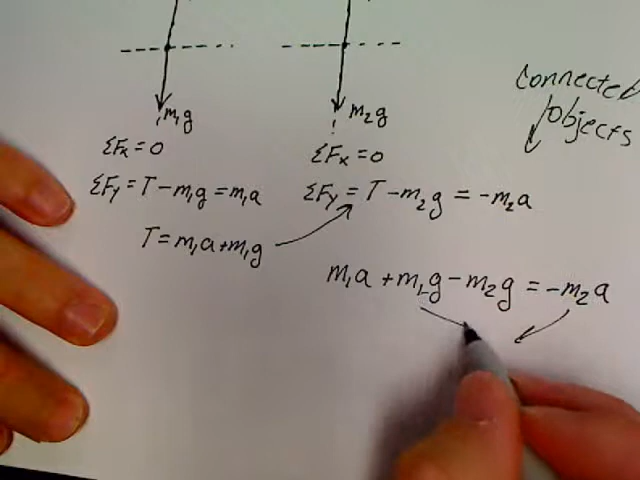 m₁g
m₂g
connected
objects
ΣFx = 0
ΣFx = 0
ΣFy = T - m₁g = m₁a
ΣFy = T - m₂g = -m₂a
T = m₁a + m₁g
m₁a + m₁g - m₂g = -m₂a